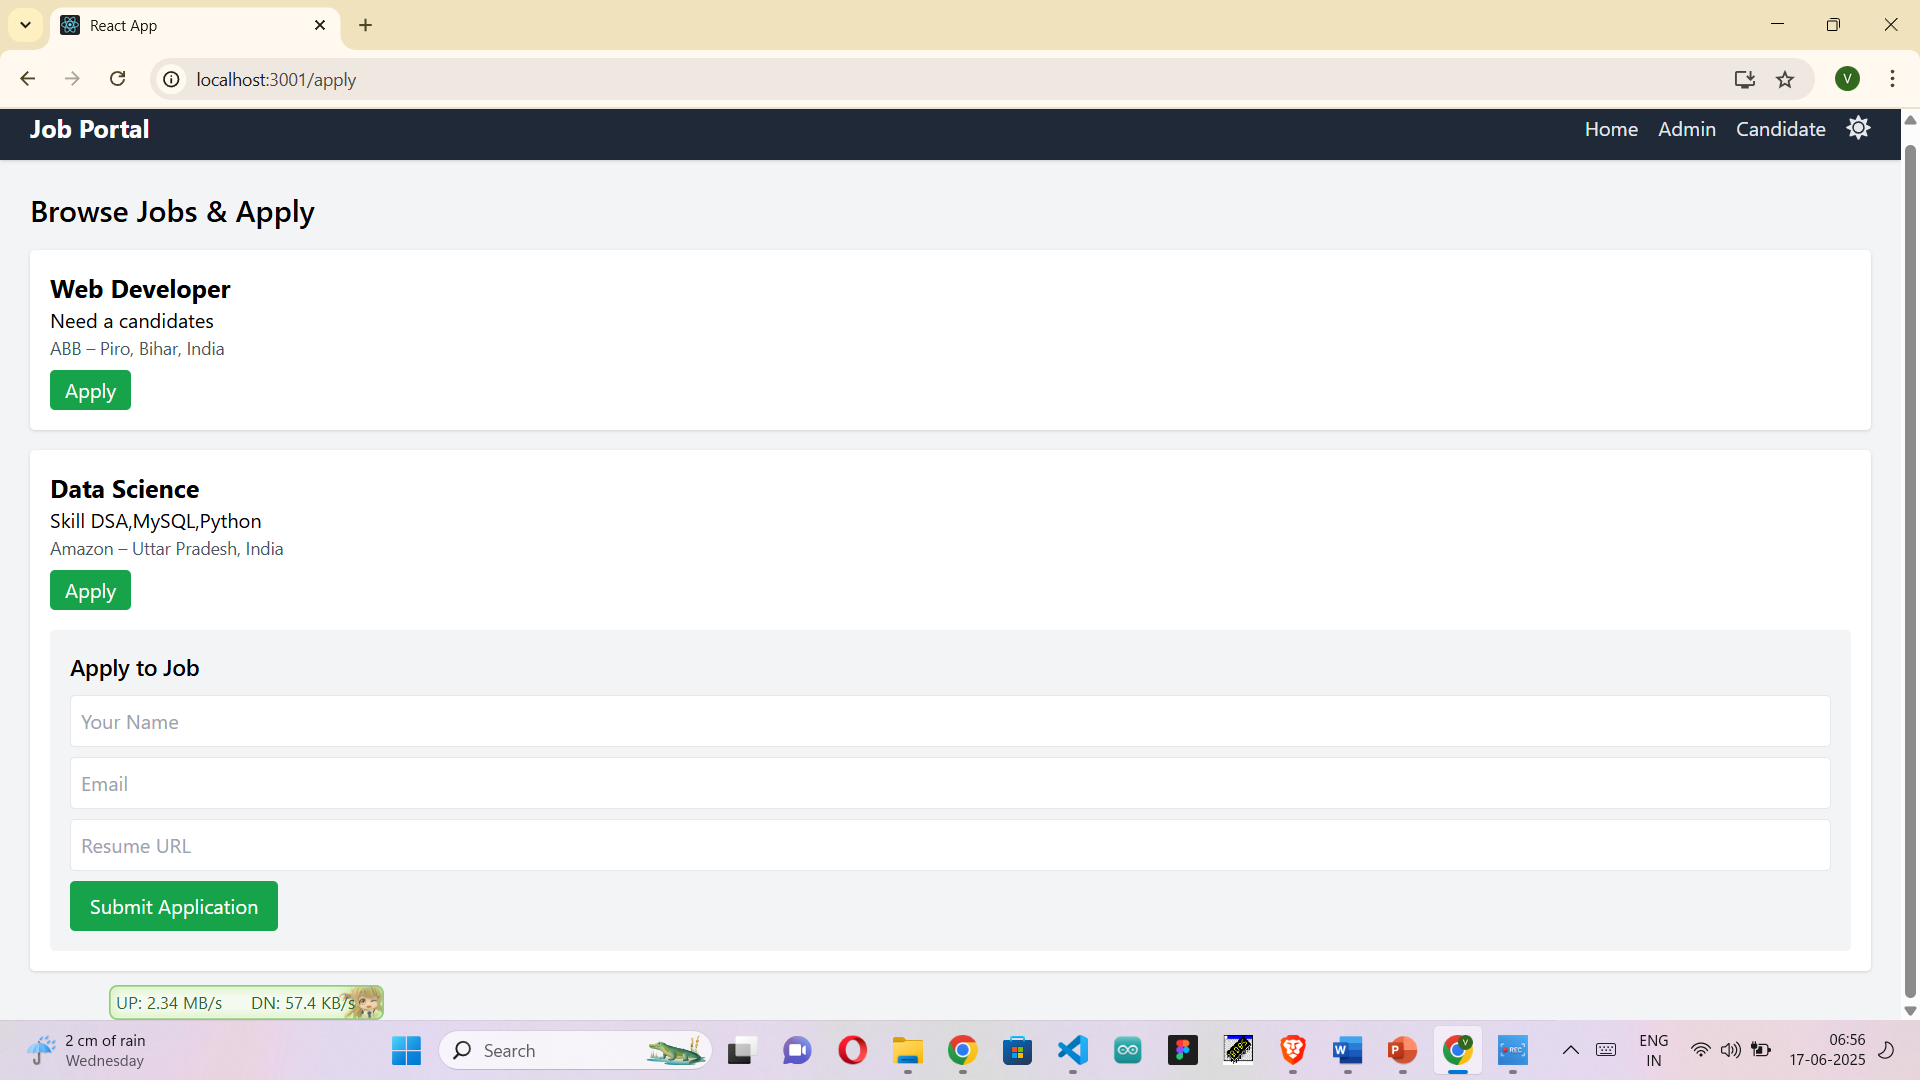 React App
localhost:3001/apply
V
Job Portal
Home Admin Candidate
Browse Jobs & Apply
Web Developer
Need a candidates
ABB – Piro, Bihar, India
Apply
Data Science
Skill DSA,MySQL,Python
Amazon – Uttar Pradesh, India
Apply
Apply to Job
Your Name
Email
Resume URL
Submit Application
UP: 2.34 MB/s DN: 57.4 KB/s
2 cm of rain
Wednesday
Search
ENG
IN
06:56
17-06-2025